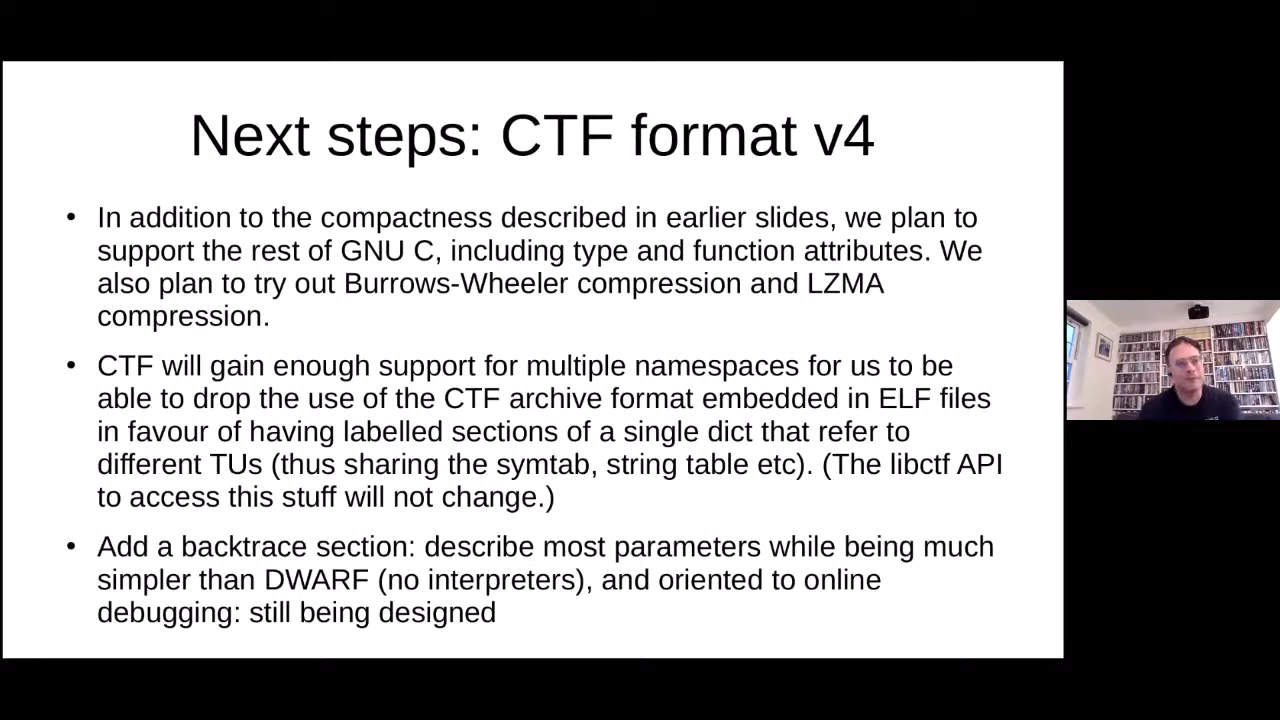 Next steps: CTF format v4
• In addition to the compactness described in earlier slides, we plan to
support the rest of GNU C, including type and function attributes. We
also plan to try out Burrows-Wheeler compression and LZMA
compression.
• CTF will gain enough support for multiple namespaces for us to be
able to drop the use of the CTF archive format embedded in ELF files
in favour of having labelled sections of a single dict that refer to
different TUs (thus sharing the symtab, string table etc). (The libctf API
to access this stuff will not change.)
• Add a backtrace section: describe most parameters while being much
simpler than DWARF (no interpreters), and oriented to online
debugging: still being designed